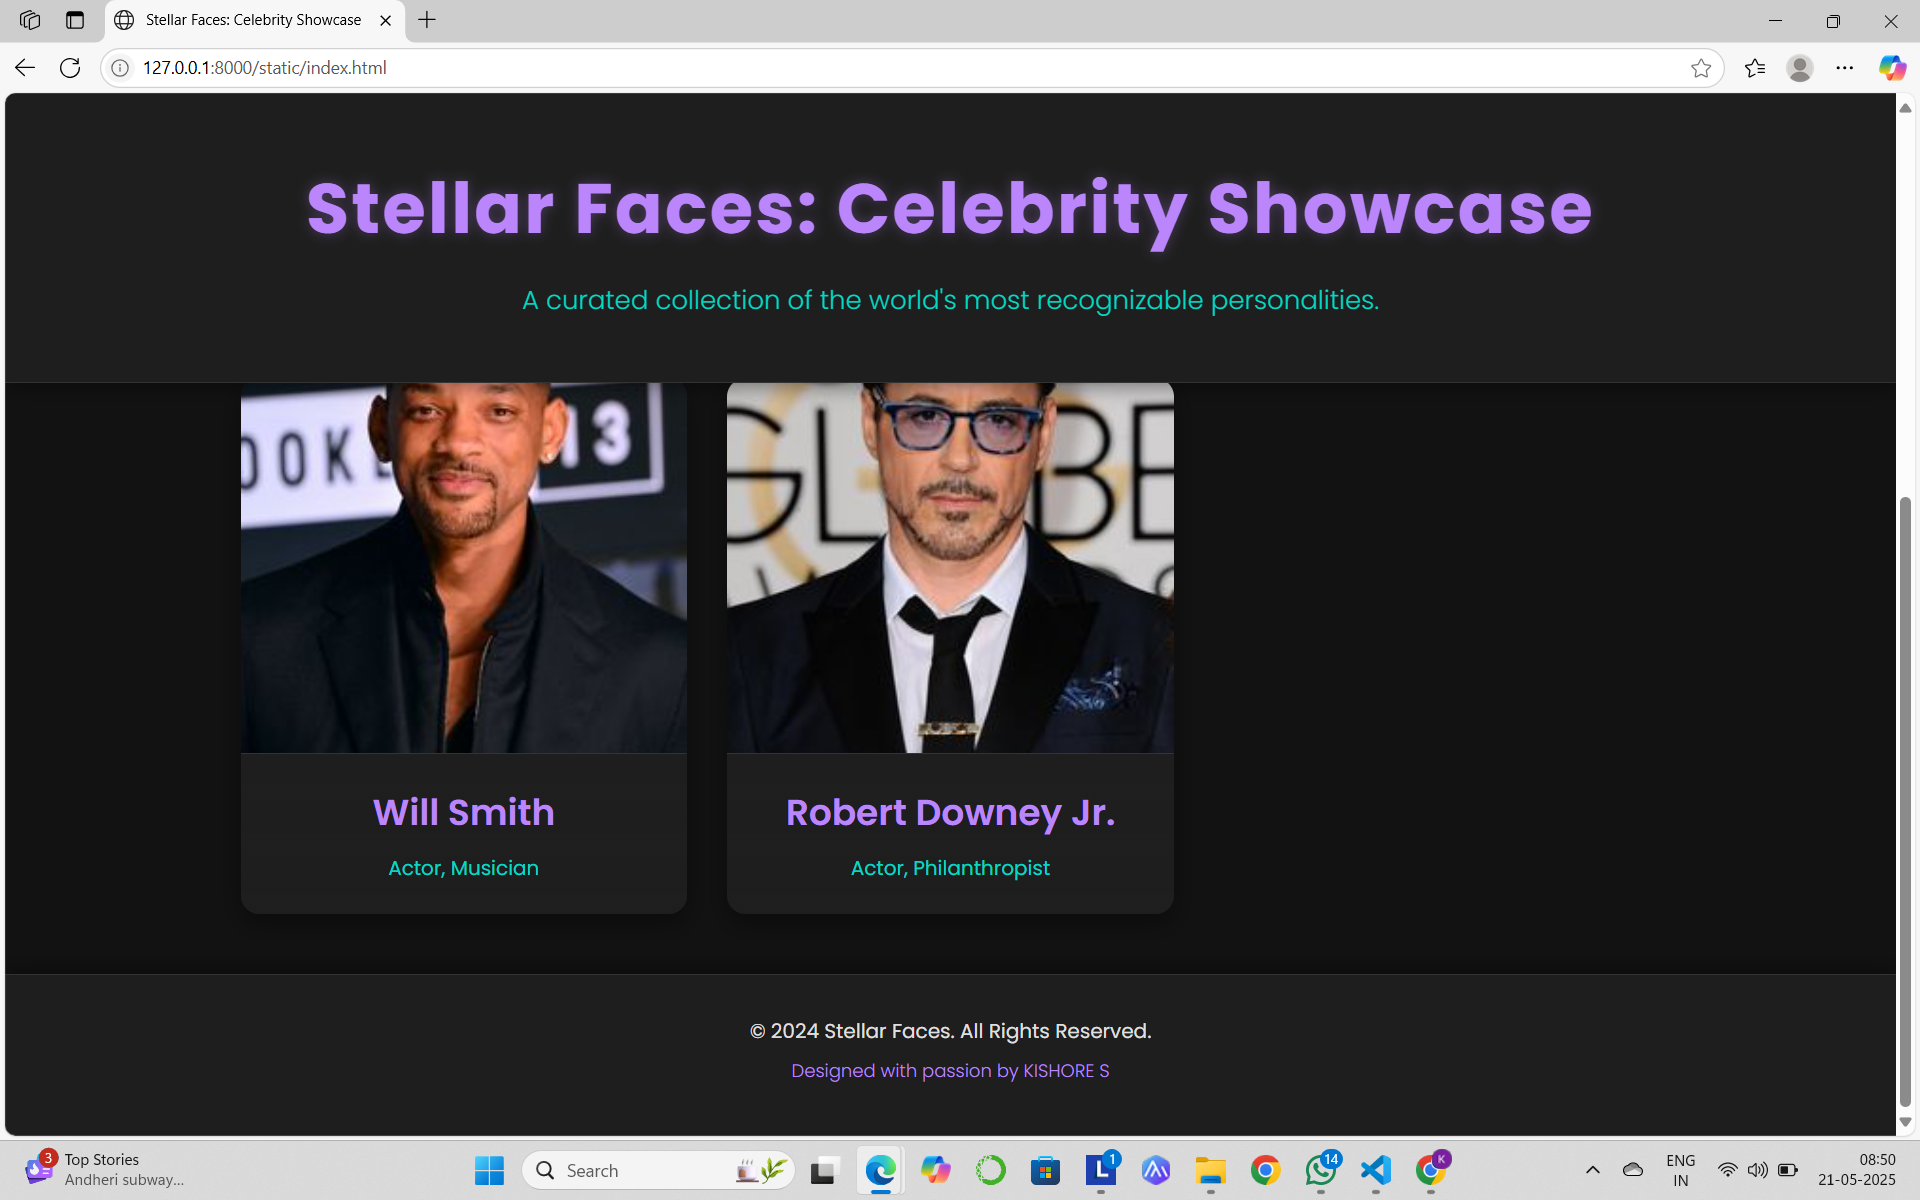 Stellar Faces: Celebrity Showcase
127.0.0.1:8000/static/index.html
Stellar Faces: Celebrity Showcase
A curated collection of the world's most recognizable personalities.
OOKE
13
GLOBE
Will Smith
Robert Downey Jr.
Actor, Musician
Actor, Philanthropist
© 2024 Stellar Faces. All Rights Reserved.
Designed with passion by KISHORE S
3
Top Stories
Andheri subway...
Search
L
1
14
K
ENG
IN
08:50
21-05-2025